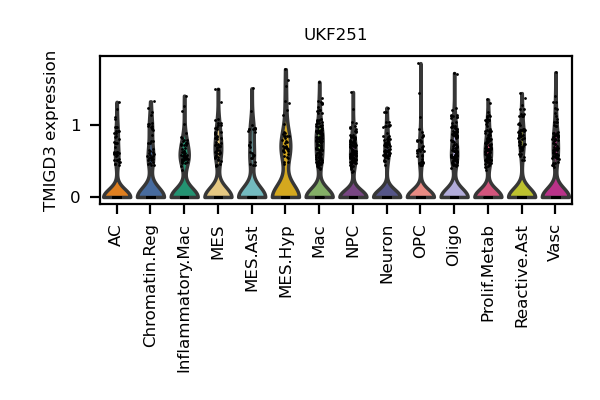 UKF251
TMIGD3 expression
1
0
AC
Chromatin.Reg
Inflammatory.Mac
MES
MES.Ast
MES.Hyp
Mac
NPC
Neuron
OPC
Oligo
Prolif.Metab
Reactive.Ast
Vasc